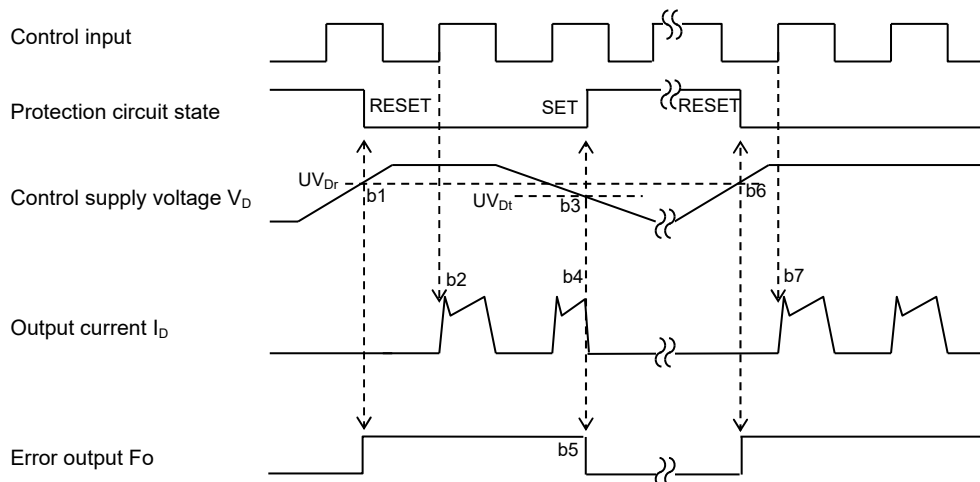 Control input
Protection circuit state
RESET
SET
RESET
Control supply voltage VD
UVDr
UVDt
b1
b3
b6
b2
b4
b7
Output current ID
b5
Error output Fo